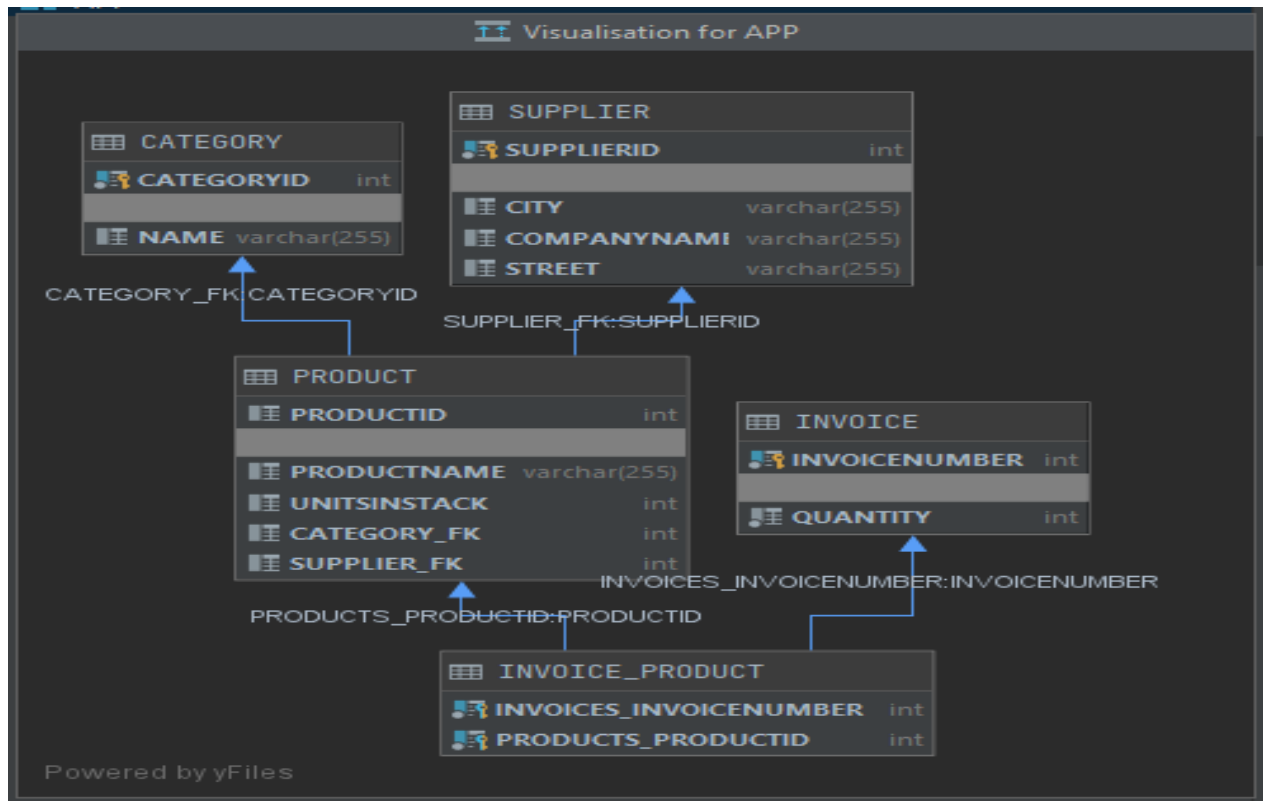 Visualisation for APP
SUPPLIER
SUPPLIERID int
CITY varchar(255)
COMPANYNAMI varchar(255)
STREET varchar(255)
CATEGORY
CATEGORYID int
NAME varchar(255)
CATEGORY_FK:CATEGORYID
SUPPLIER_FK:SUPPLIERID
PRODUCT
PRODUCTID int
PRODUCTNAME varchar(255)
UNITSINSTACK int
CATEGORY_FK int
SUPPLIER_FK int
INVOICE
INVOICENUMBER int
QUANTITY int
INVOICES_INVOICENUMBER:INVOICENUMBER
PRODUCTS_PRODUCTID:PRODUCTID
INVOICE_PRODUCT
INVOICES_INVOICENUMBER int
PRODUCTS_PRODUCTID int
Powered by yFiles